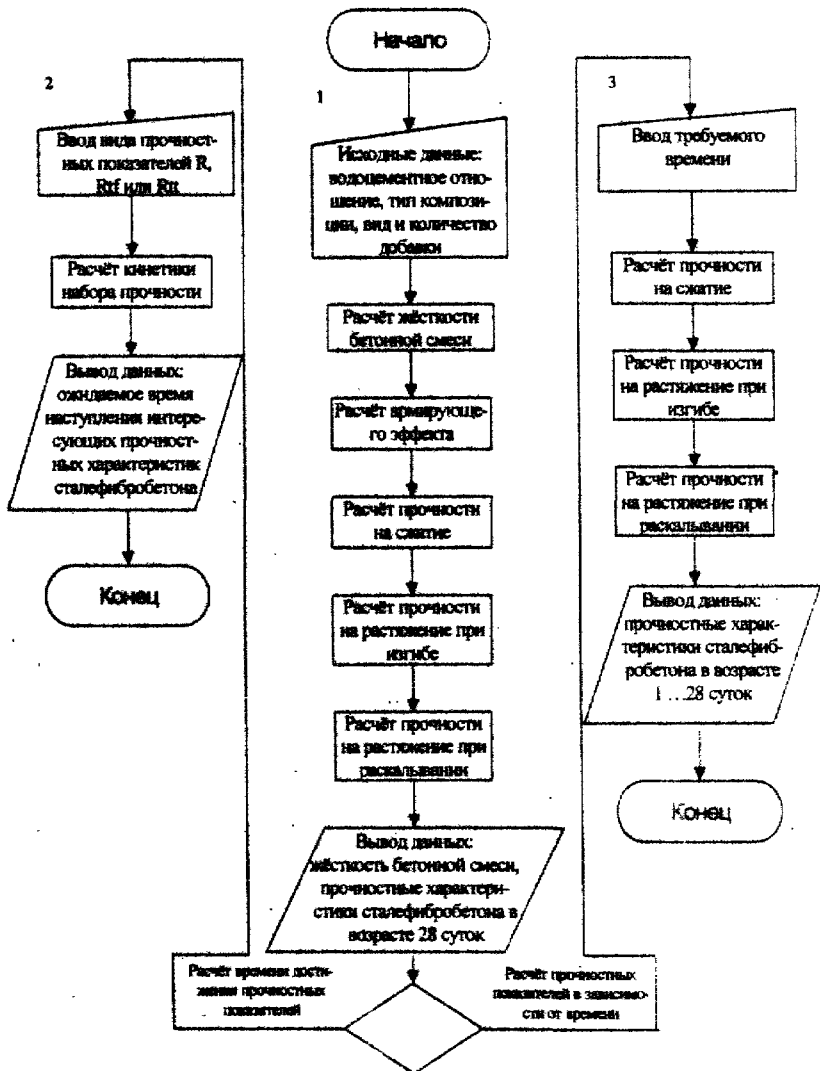 Начало
2
1
3
Ввод вида прочност-
ных показателей R,
Rtf или Rtt
Исходные данные:
водоцементное отно-
шение, тип компози-
ции, вид и количество
добавки
Ввод требуемого
времени
Расчёт кинетики
набора прочности
Расчёт жёсткости
бетонной смеси
Расчёт прочности
на сжатие
Вывод данных:
ожидаемое время
наступления интере-
сующих прочност-
ных характеристик
сталефибробетона
Расчёт армирующе-
го эффекта
Расчёт прочности
на растяжение при
изгибе
Расчёт прочности
на сжатие
Расчёт прочности
на растяжение при
раскалывании
Конец
Расчёт прочности
на растяжение при
изгибе
Вывод данных:
прочностные харак-
теристики сталефиб-
робетона в возрасте
1 ...28 суток
Расчёт прочности
на растяжение при
раскалывании
Конец
Вывод данных:
жёсткость бетонной смеси,
прочностные характери-
стики сталефибробетона в
возрасте 28 суток
Расчёт времени дости-
жения прочностных
показателей
Расчёт прочностных
показателей в зависимо-
сти от времени